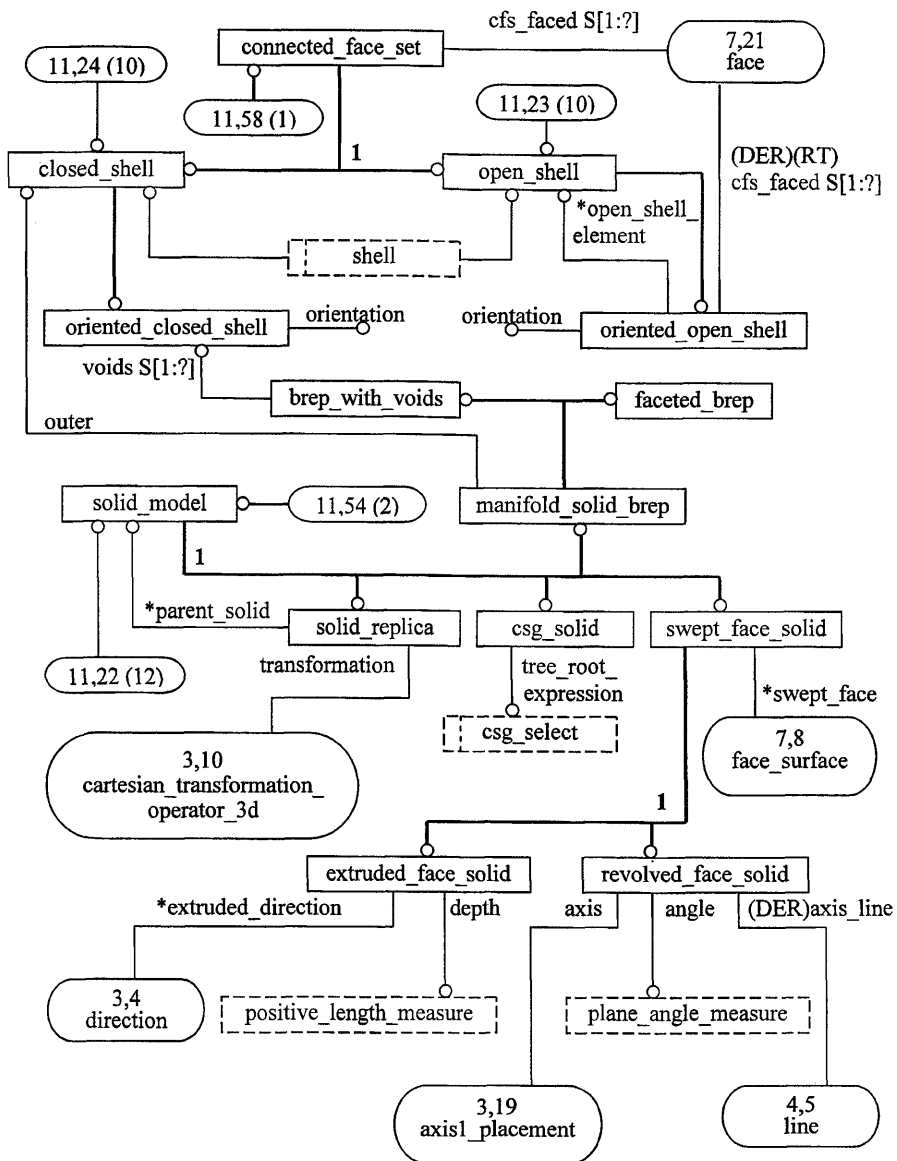 cfs_faced S[1:?]
connected_face_set
7,21
face
11,24 (10)
11,58 (1)
11,23 (10)
1
closed_shell
open_shell
(DER)(RT)
cfs_faced S[1:?]
*open_shell_
element
shell
oriented_closed_shell
orientation
orientation
oriented_open_shell
voids S[1:?]
brep_with_voids
faceted_brep
outer
solid_model
11,54 (2)
manifold_solid_brep
1
*parent_solid
solid_replica
csg_solid
swept_face_solid
11,22 (12)
transformation
tree_root_
expression
*swept_face
csg_select
3,10
cartesian_transformation_
operator_3d
7,8
face_surface
1
extruded_face_solid
revolved_face_solid
*extruded_direction
depth
axis
angle
(DER)axis_line
3,4
direction
positive_length_measure
plane_angle_measure
3,19
axis1_placement
4,5
line